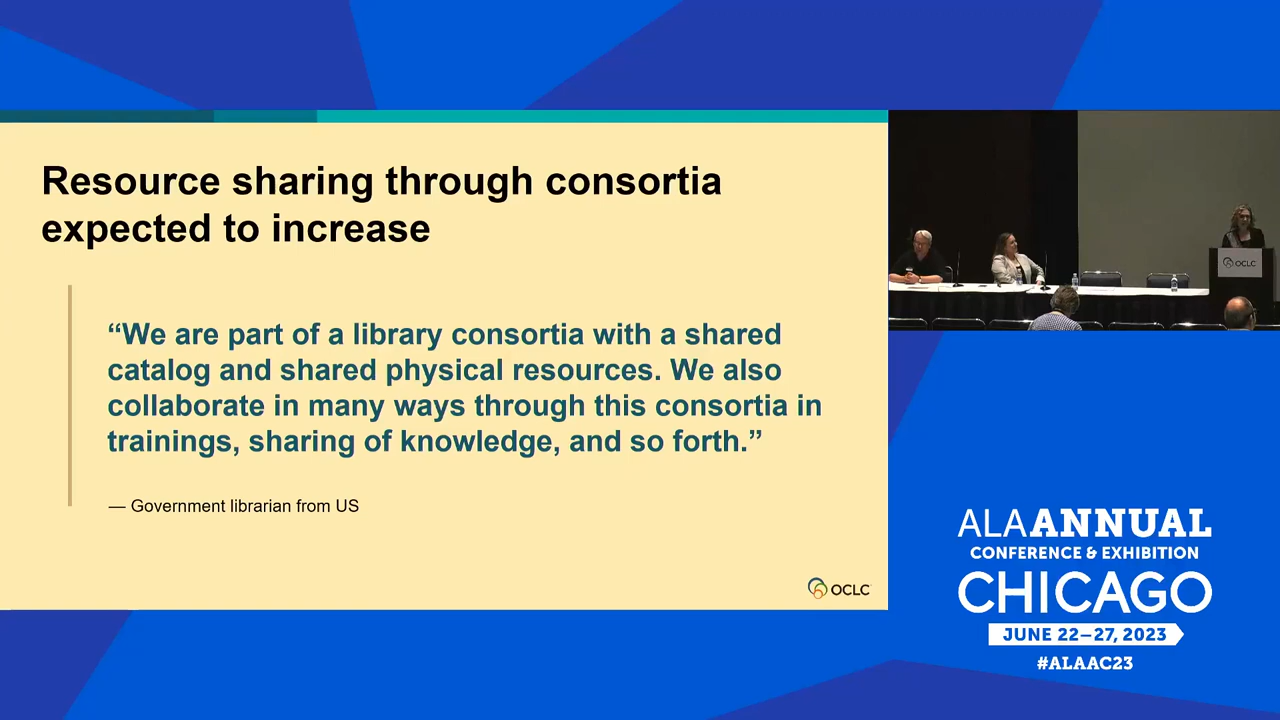 Resource sharing through consortia
expected to increase
“We are part of a library consortia with a shared
catalog and shared physical resources. We also
collaborate in many ways through this consortia in
trainings, sharing of knowledge, and so forth.”
— Government librarian from US
OCLC
OCLC
ALAANNUAL
CONFERENCE & EXHIBITION
CHICAGO
JUNE 22–27, 2023
#ALAAC23